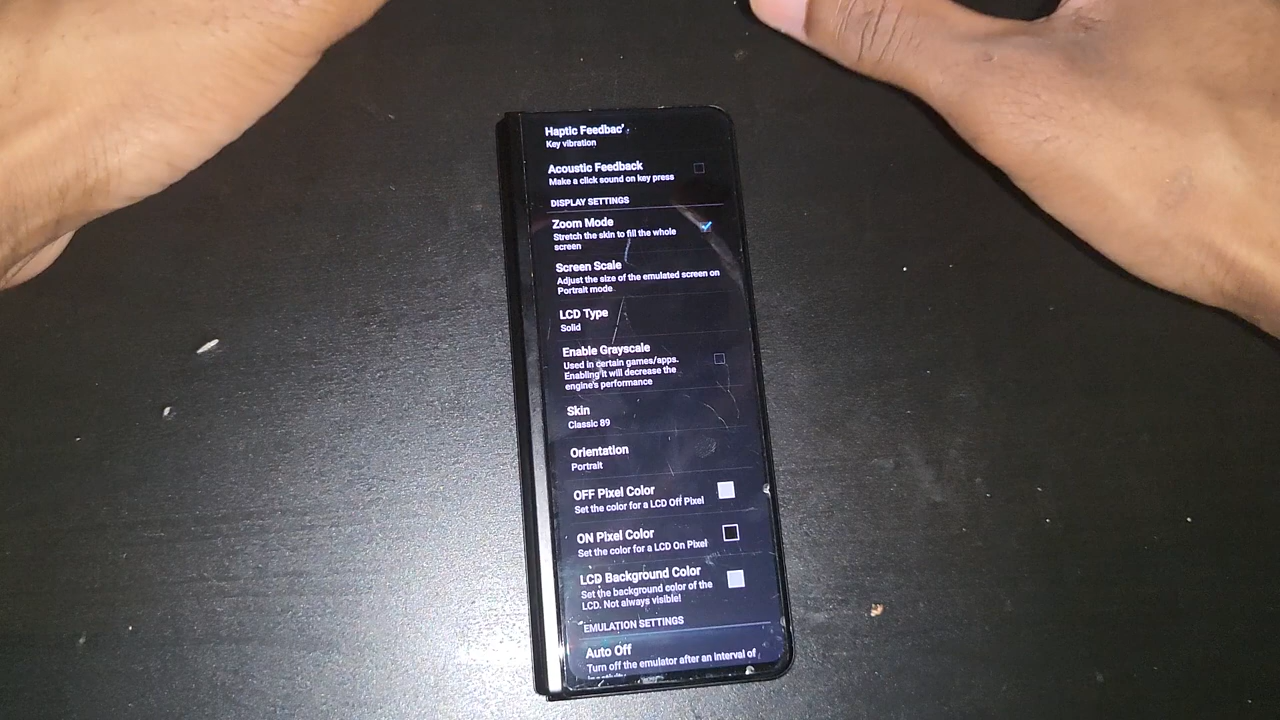 Haptic Feedbac
Key vibration
Acoustic Feedback
Make a click sound on key press
DISPLAY SETTINGS
Zoom Mode
Stretch the skin to fill the whole
screen
Screen Scale
Adjust the size of the emulated screen on
Portrait mode
LCD Type
Solid
Enable Grayscale
Used in certain games/apps.
Enabling it will decrease the
engine's performance
Skin
Classic 89
Orientation
Portrait
OFF Pixel Color
Set the color for a LCD Off Pixel
ON Pixel Color
Set the color for a LCD On Pixel
LCD Background Color
Set the background color of the
LCD. Not always visible!
EMULATION SETTINGS
Auto Off
Turn off the emulator after an interval of